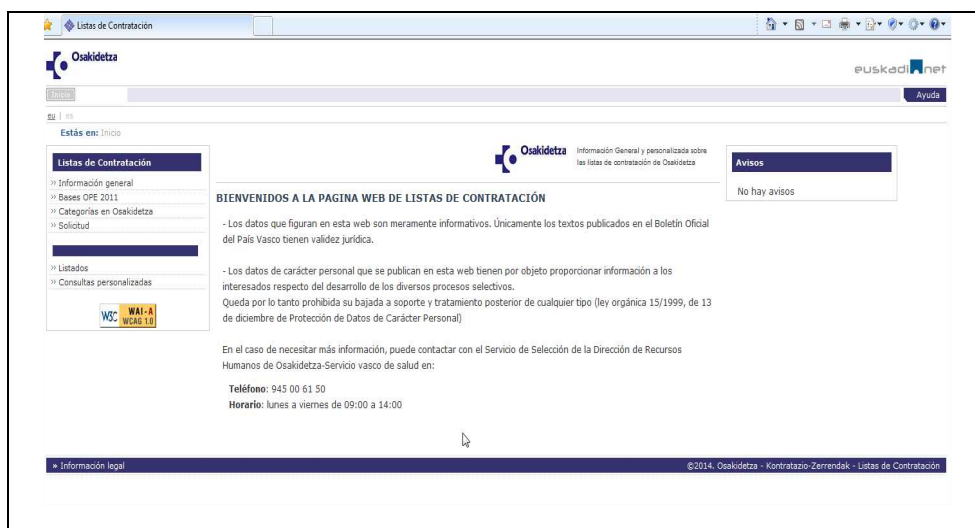 Listas de Contratación
Osakidetza
euskadi.net
Inicio
Ayuda
eu | es
Estás en: Inicio
Listas de Contratación
» Información general
» Bases OPE 2011
» Categorías en Osakidetza
» Solicitud
» Listados
» Consultas personalizadas
W3C WAI-A
WCAG 1.0
Osakidetza
Información General y personalizada sobre
las listas de contratación de Osakidetza
BIENVENIDOS A LA PAGINA WEB DE LISTAS DE CONTRATACIÓN
- Los datos que figuran en esta web son meramente informativos. Únicamente los textos publicados en el Boletín Oficial
del País Vasco tienen validez jurídica.
- Los datos de carácter personal que se publican en esta web tienen por objeto proporcionar información a los
interesados respecto del desarrollo de los diversos procesos selectivos.
Queda por lo tanto prohibida su bajada a soporte y tratamiento posterior de cualquier tipo (ley orgánica 15/1999, de 13
de diciembre de Protección de Datos de Carácter Personal)
En el caso de necesitar más información, puede contactar con el Servicio de Selección de la Dirección de Recursos
Humanos de Osakidetza-Servicio vasco de salud en:
Teléfono: 945 00 61 50
Horario: lunes a viernes de 09:00 a 14:00
Avisos
No hay avisos
» Información legal
©2014. Osakidetza - Kontratazio-Zerrendak - Listas de Contratación